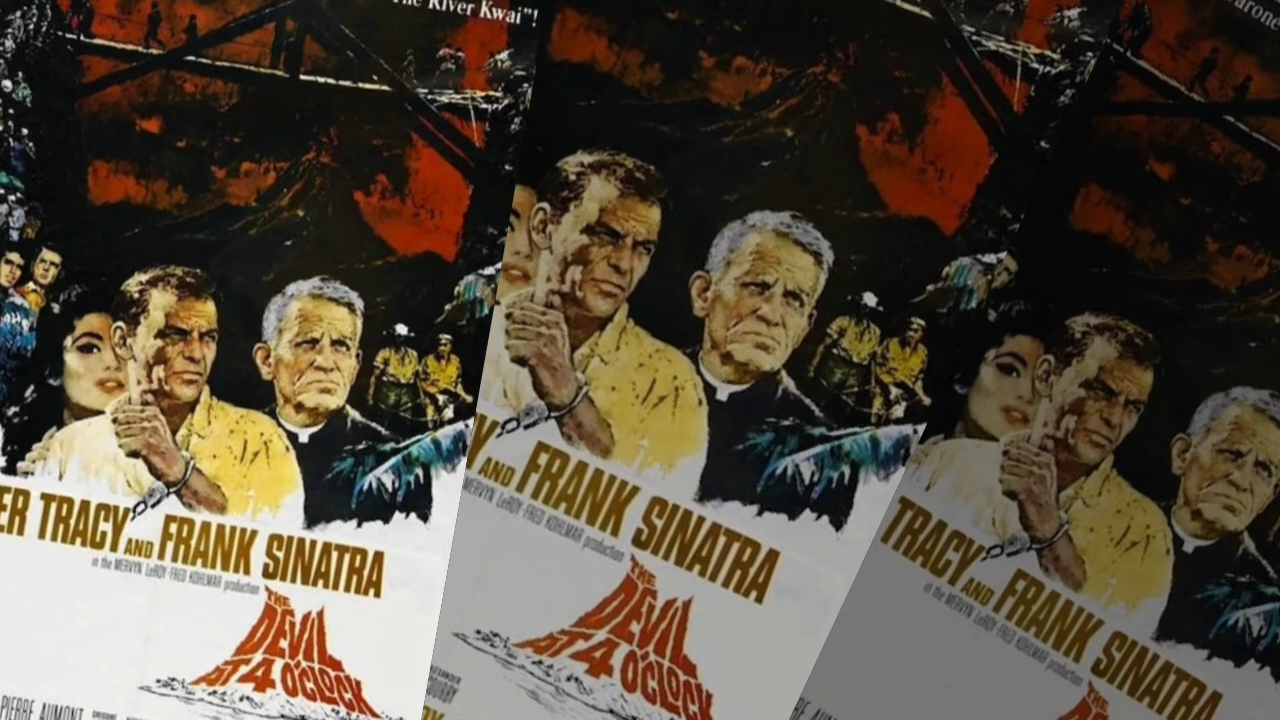 The River Kwai"!
ER TRACY AND FRANK SINATRA
in the MERVYN LeROY-FRED KOHLMAR production
THE
DEVIL
AT 4 O'CLOCK
PIERRE AUMONT
Y AND FRANK SINATRA
MERVYN LeROY-FRED KOHLMAR production
THE
DEVIL
AT 4 O'CLOCK
TRACY AND FRANK SINATRA
in the MERVYN LeROY FRED KOHLMAR production
THE